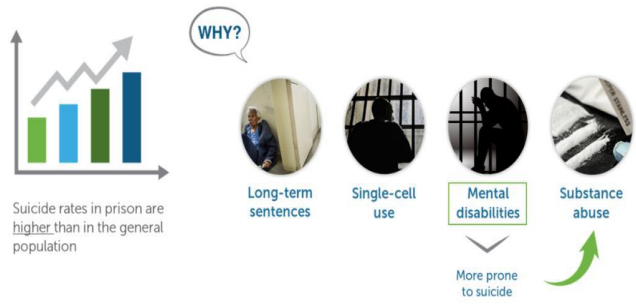 WHY?
Long-term
sentences
Single-cell
use
Mental
disabilities
Substance
abuse
Suicide rates in prison are
higher than in the general
population
More prone
to suicide